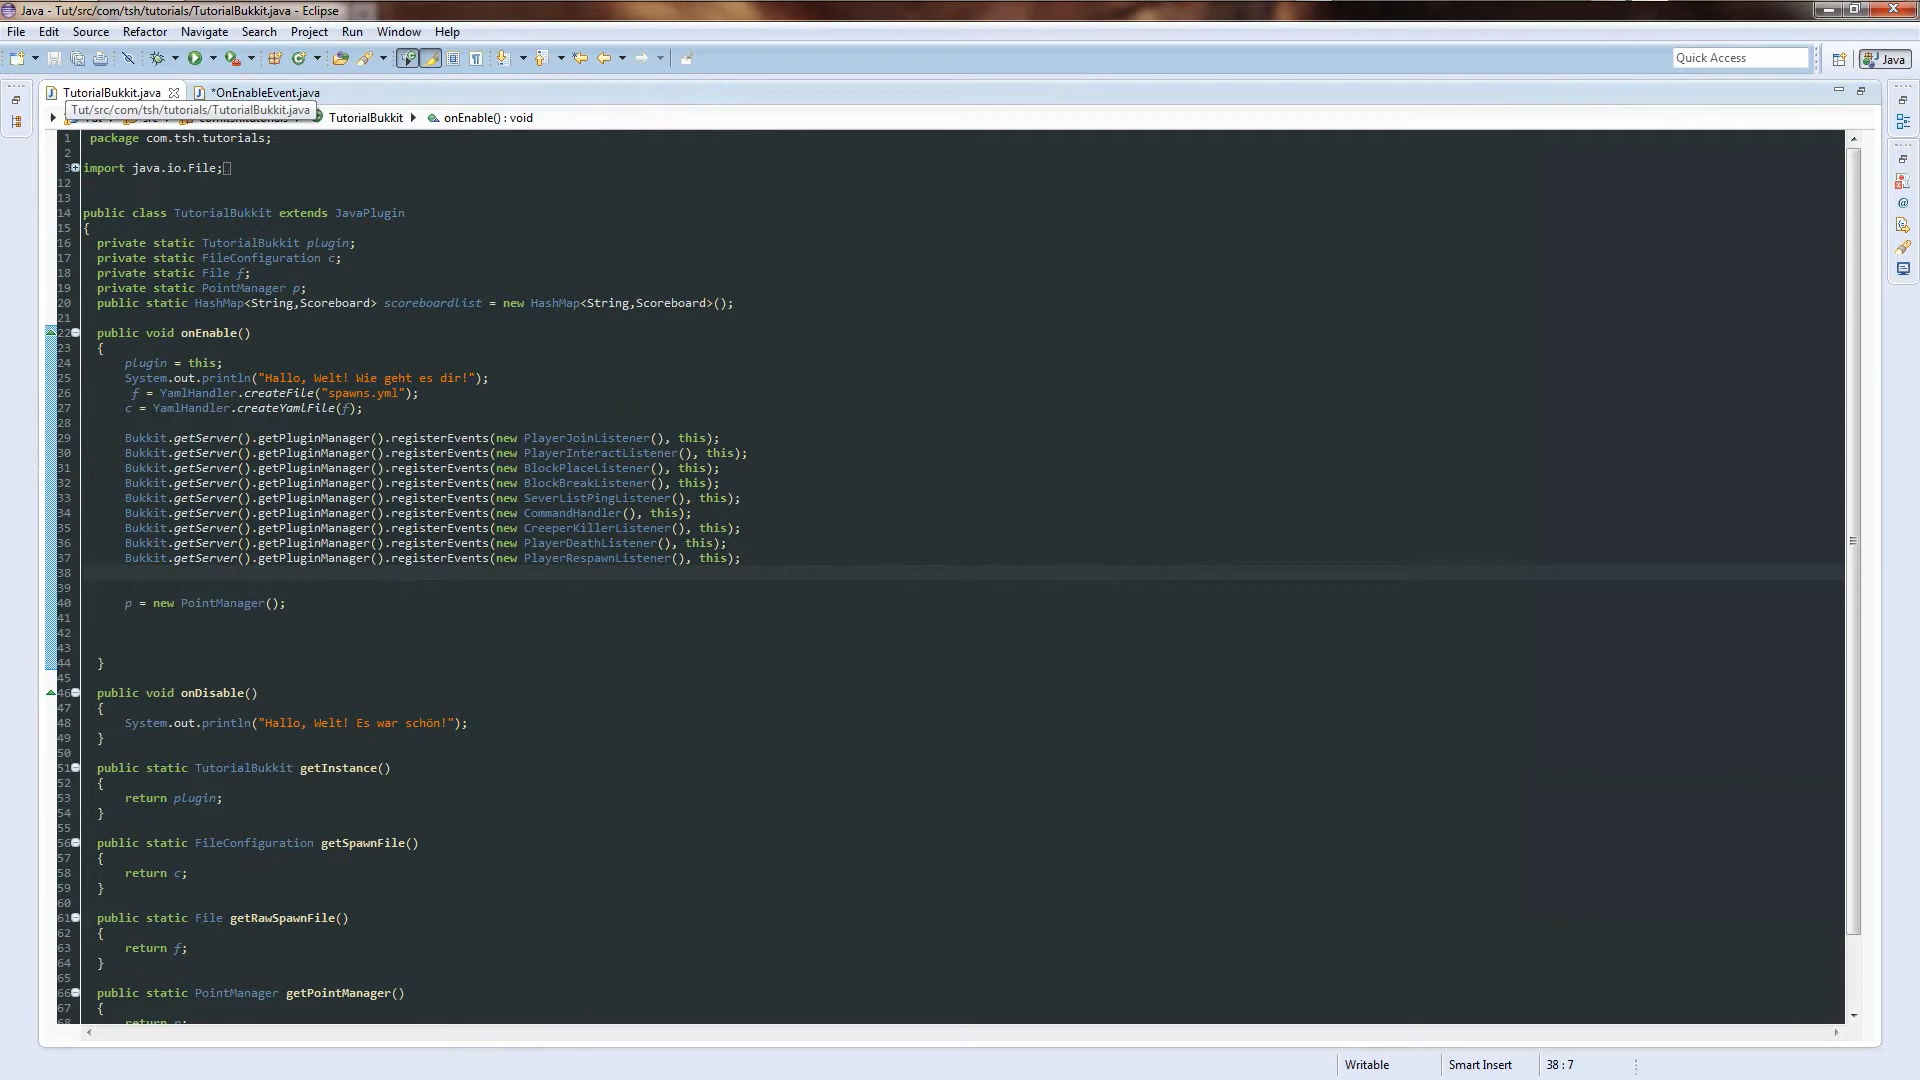 Java - Tut/src/com/tsh/tutorials/TutorialBukkit.java - Eclipse
File Edit Source Refactor Navigate Search Project Run Window Help
Quick Access
Java
TutorialBukkit.java
*OnEnableEvent.java
Tut/src/com/tsh/tutorials/TutorialBukkit.java
TutorialBukkit
onEnable() : void
1 package com.tsh.tutorials;
2
3 import java.io.File;
12
13
14 public class TutorialBukkit extends JavaPlugin
15 {
16 private static TutorialBukkit plugin;
17 private static FileConfiguration c;
18 private static File f;
19 private static PointManager p;
20 public static HashMap<String,Scoreboard> scoreboardlist = new HashMap<String,Scoreboard>();
21
22 public void onEnable()
23 {
24 plugin = this;
25 System.out.println("Hallo, Welt! Wie geht es dir!");
26 f = YamlHandler.createFile("spawns.yml");
27 c = YamlHandler.createYamlFile(f);
28
29 Bukkit.getServer().getPluginManager().registerEvents(new PlayerJoinListener(), this);
30 Bukkit.getServer().getPluginManager().registerEvents(new PlayerInteractListener(), this);
31 Bukkit.getServer().getPluginManager().registerEvents(new BlockPlaceListener(), this);
32 Bukkit.getServer().getPluginManager().registerEvents(new BlockBreakListener(), this);
33 Bukkit.getServer().getPluginManager().registerEvents(new SeverListPingListener(), this);
34 Bukkit.getServer().getPluginManager().registerEvents(new CommandHandler(), this);
35 Bukkit.getServer().getPluginManager().registerEvents(new CreeperKillerListener(), this);
36 Bukkit.getServer().getPluginManager().registerEvents(new PlayerDeathListener(), this);
37 Bukkit.getServer().getPluginManager().registerEvents(new PlayerRespawnListener(), this);
38
39
40 p = new PointManager();
41
42
43
44 }
45
46 public void onDisable()
47 {
48 System.out.println("Hallo, Welt! Es war schön!");
49 }
50
51 public static TutorialBukkit getInstance()
52 {
53 return plugin;
54 }
55
56 public static FileConfiguration getSpawnFile()
57 {
58 return c;
59 }
60
61 public static File getRawSpawnFile()
62 {
63 return f;
64 }
65
66 public static PointManager getPointManager()
67 {
68 return p;
Writable
Smart Insert
38 : 7